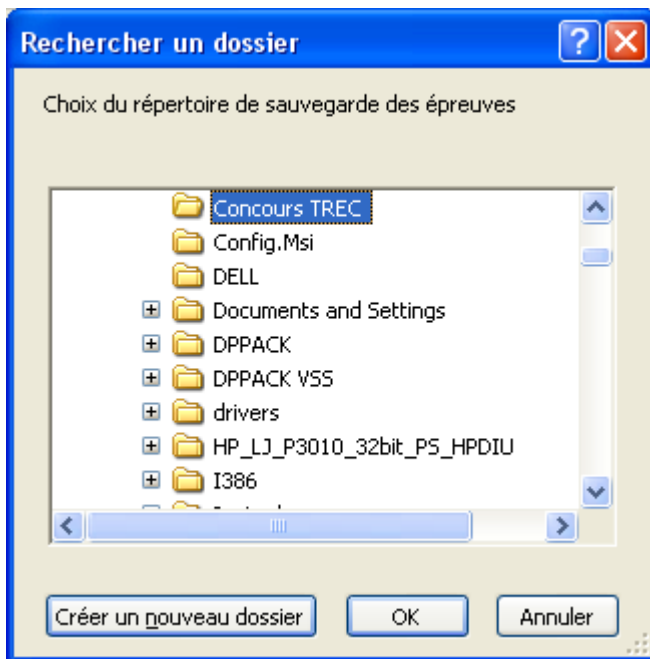 Rechercher un dossier
Choix du répertoire de sauvegarde des épreuves
Concours TREC
Config.Msi
DELL
Documents and Settings
DPPACK
DPPACK VSS
drivers
HP_LJ_P3010_32bit_PS_HPDIU
I386
Créer un nouveau dossier
OK
Annuler